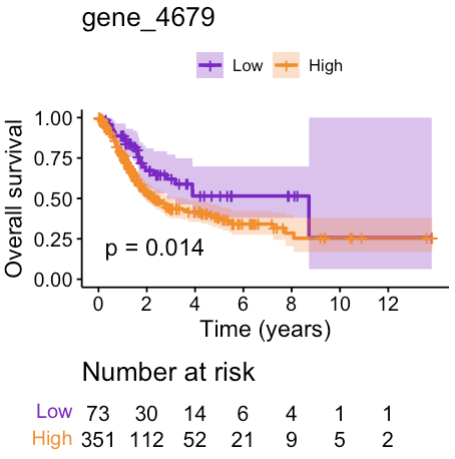 gene_4679
Low High
Overall survival
1.00
0.75
0.50
0.25
0.00
p = 0.014
0 2 4 6 8 10 12
Time (years)
Number at risk
Low 73 30 14 6 4 1 1
High 351 112 52 21 9 5 2